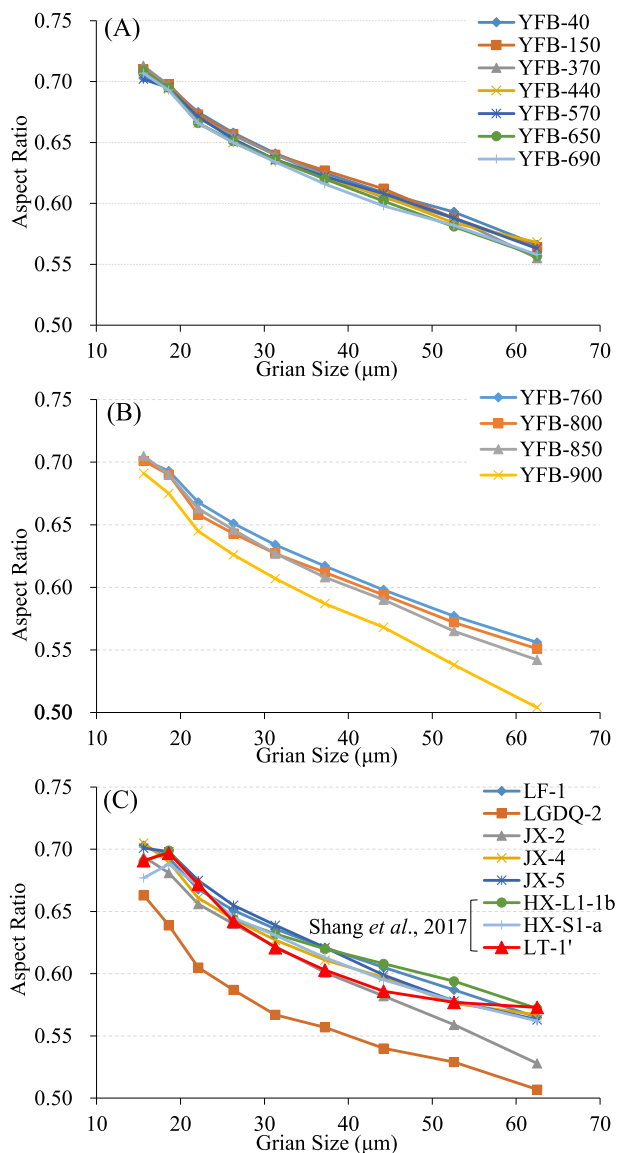 (A)
YFB-40
YFB-150
YFB-370
YFB-440
YFB-570
YFB-650
YFB-690
Aspect Ratio
0.75
0.70
0.65
0.60
0.55
0.50
10 20 30 40 50 60 70
Grian Size (μm)
(B)
YFB-760
YFB-800
YFB-850
YFB-900
Aspect Ratio
0.75
0.70
0.65
0.60
0.55
0.50
10 20 30 40 50 60 70
Grian Size (μm)
(C)
LF-1
LGDQ-2
JX-2
JX-4
JX-5
HX-L1-1b
HX-S1-a
LT-1'
Shang et al., 2017
Aspect Ratio
0.75
0.70
0.65
0.60
0.55
0.50
10 20 30 40 50 60 70
Grian Size (μm)